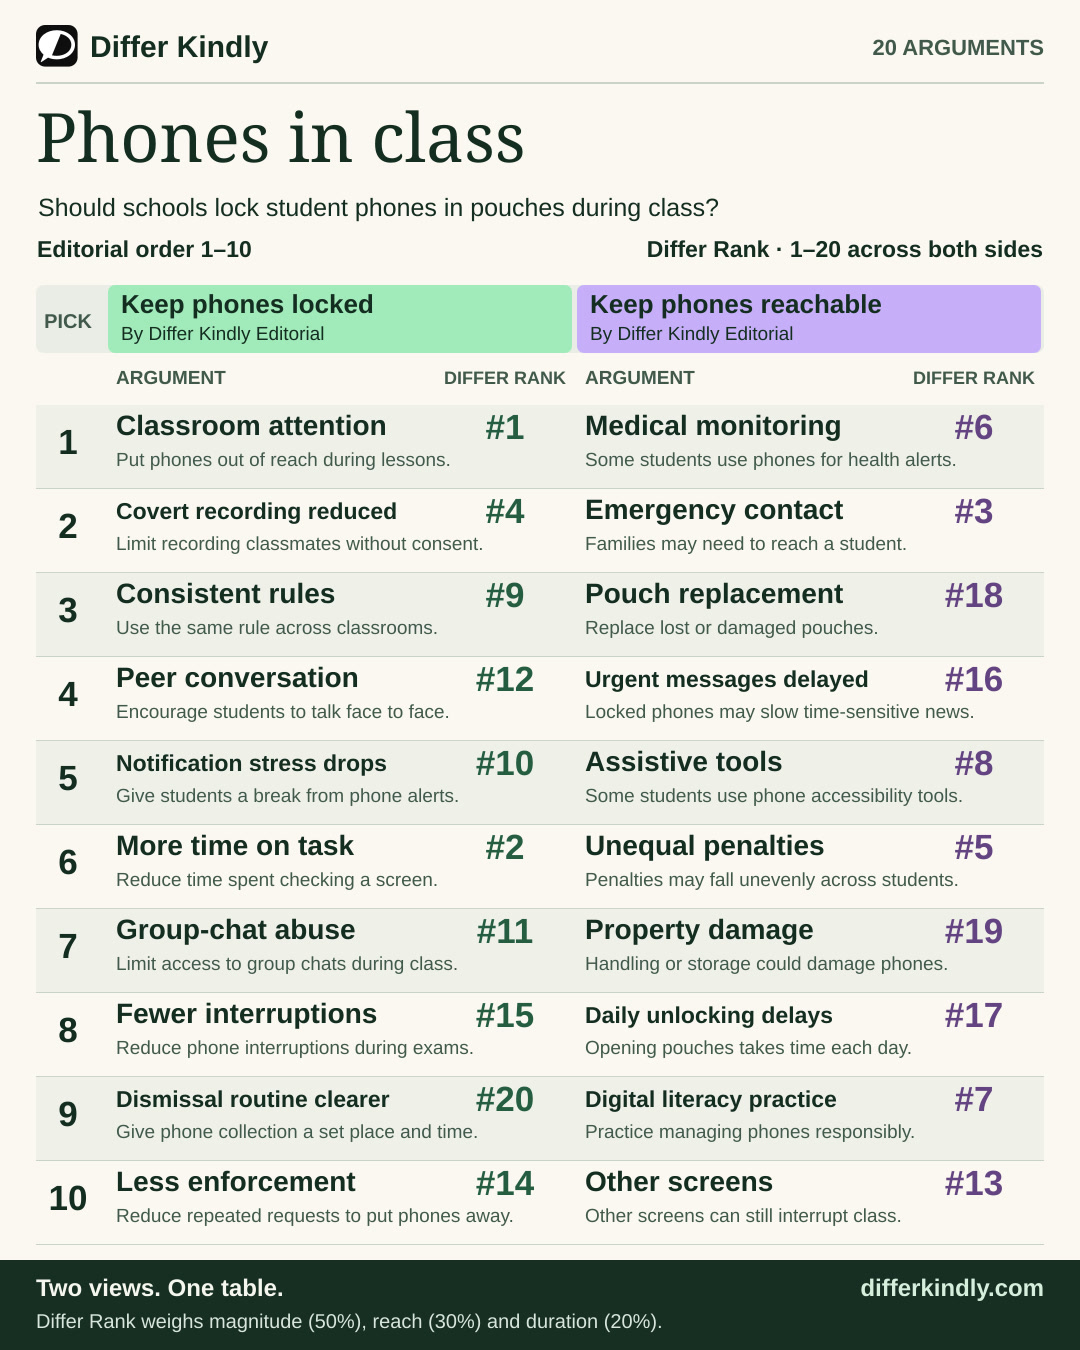 Differ Kindly
20 ARGUMENTS
Phones in class
Should schools lock student phones in pouches during class?
Editorial order 1–10
Differ Rank · 1–20 across both sides
PICK
Keep phones locked
By Differ Kindly Editorial
Keep phones reachable
By Differ Kindly Editorial
ARGUMENT DIFFER RANK ARGUMENT DIFFER RANK
1
Classroom attention #1
Put phones out of reach during lessons.
Medical monitoring #6
Some students use phones for health alerts.
2
Covert recording reduced #4
Limit recording classmates without consent.
Emergency contact #3
Families may need to reach a student.
3
Consistent rules #9
Use the same rule across classrooms.
Pouch replacement #18
Replace lost or damaged pouches.
4
Peer conversation #12
Encourage students to talk face to face.
Urgent messages delayed #16
Locked phones may slow time-sensitive news.
5
Notification stress drops #10
Give students a break from phone alerts.
Assistive tools #8
Some students use phone accessibility tools.
6
More time on task #2
Reduce time spent checking a screen.
Unequal penalties #5
Penalties may fall unevenly across students.
7
Group-chat abuse #11
Limit access to group chats during class.
Property damage #19
Handling or storage could damage phones.
8
Fewer interruptions #15
Reduce phone interruptions during exams.
Daily unlocking delays #17
Opening pouches takes time each day.
9
Dismissal routine clearer #20
Give phone collection a set place and time.
Digital literacy practice #7
Practice managing phones responsibly.
10
Less enforcement #14
Reduce repeated requests to put phones away.
Other screens #13
Other screens can still interrupt class.
Two views. One table.
differkindly.com
Differ Rank weighs magnitude (50%), reach (30%) and duration (20%).